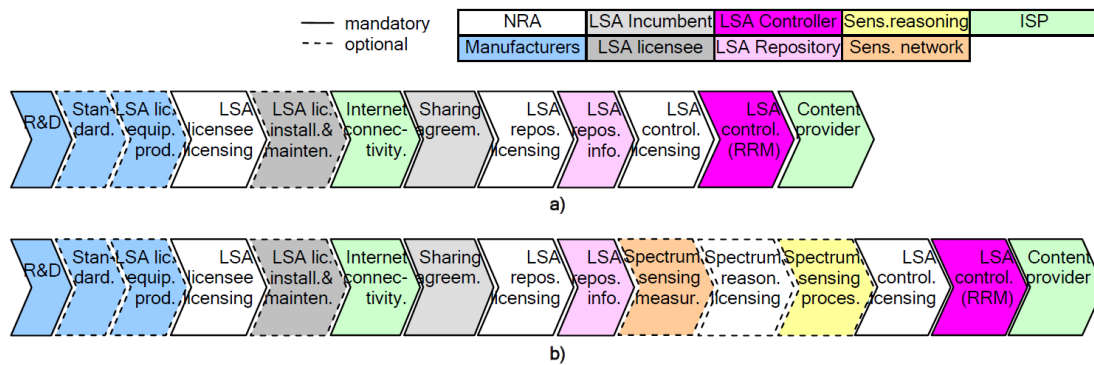 mandatory
optional
NRA
LSA Incumbent
LSA Controller
Sens.reasoning
ISP
Manufacturers
LSA licensee
LSA Repository
Sens. network
R&D
Stan-
dard.
LSA lic.
equip.
prod.
LSA
licensee
licensing
LSA lic.
install.&
mainten.
Internet
connec-
tivity.
Sharing
agreem.
LSA
repos.
licensing
LSA
repos.
info.
LSA
control.
licensing
LSA
control.
(RRM)
Content
provider
a)
R&D
Stan-
dard.
LSA lic.
equip.
prod.
LSA
licensee
licensing
LSA lic.
install.&
mainten.
Internet
connec-
tivity.
Sharing
agreem.
LSA
repos.
licensing
LSA
repos.
info.
Spectrum.
sensing
measur.
Spectrum.
reason.
licensing
Spectrum.
sensing
proces.
LSA
control.
licensing
LSA
control.
(RRM)
Content
provider
b)